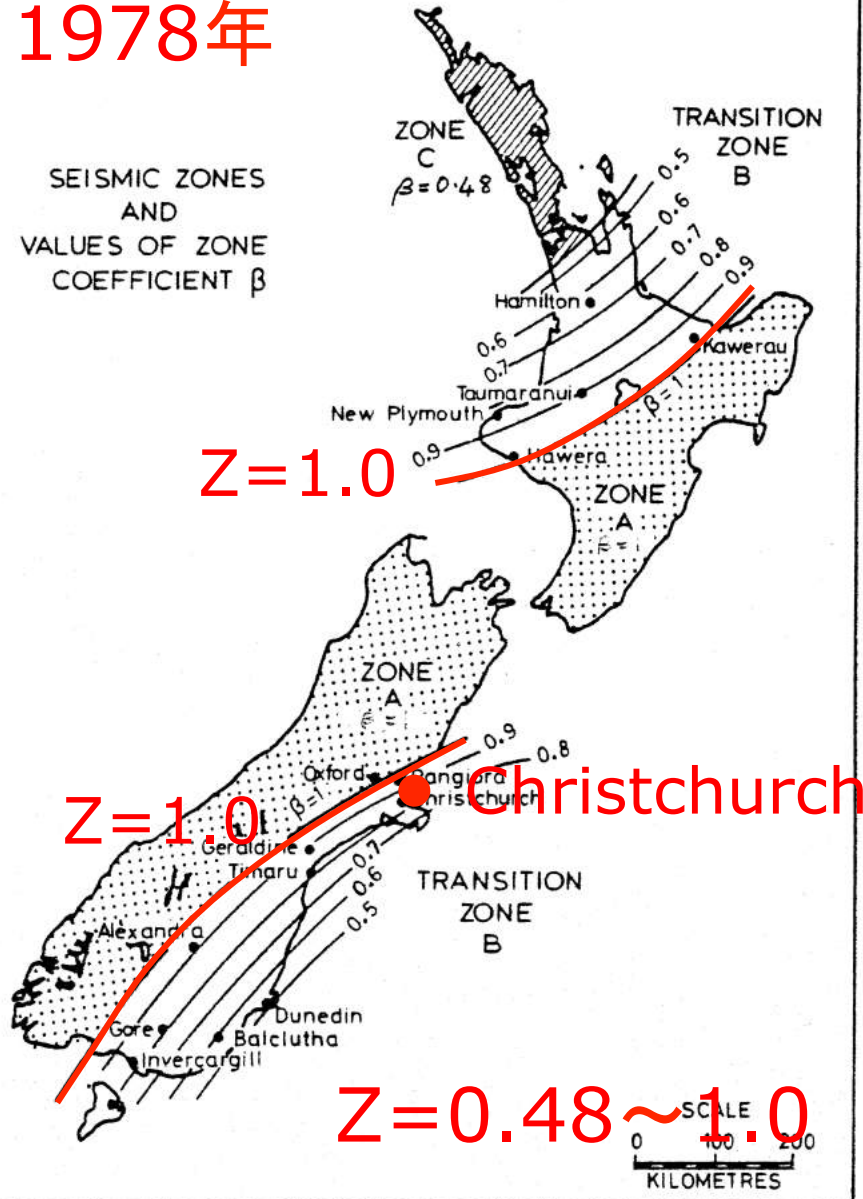 1978年
SEISMIC ZONES
AND
VALUES OF ZONE
COEFFICIENT β
ZONE
C
β=0.48
TRANSITION
ZONE
B
0.5
0.6
0.7
0.8
0.9
Hamilton
0.6
0.7
Kawerau
Taumaranui
β=1
New Plymouth
0.9
Hawera
Z=1.0
ZONE
A
β=1
ZONE
A
0.9
0.8
Oxford
Rangiora
Christchurch
Christchurch
β=1
Z=1.0
Geraldine
Timaru
0.7
0.6
0.5
TRANSITION
ZONE
B
Alexandra
Gore
Dunedin
Balclutha
Invercargill
Z=0.48～1.0
SCALE
0 100 200
KILOMETRES